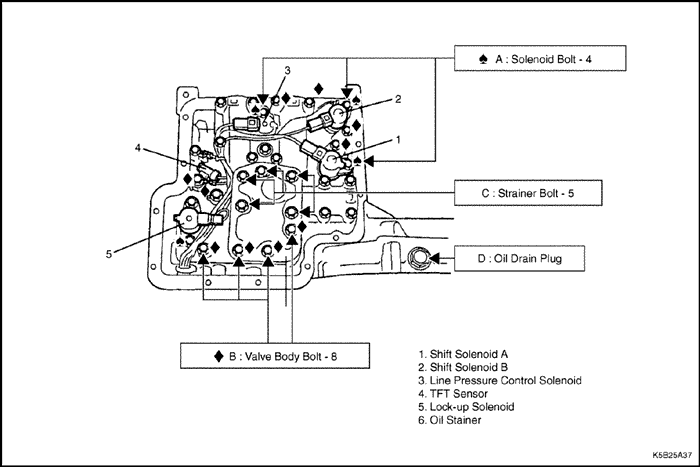 ♠ A : Solenoid Bolt - 4
3
2
1
4
C : Strainer Bolt - 5
5
D : Oil Drain Plug
♦ B : Valve Body Bolt - 8
1. Shift Solenoid A
2. Shift Solenoid B
3. Line Pressure Control Solenoid
4. TFT Sensor
5. Lock-up Solenoid
6. Oil Stainer
K5B25A37